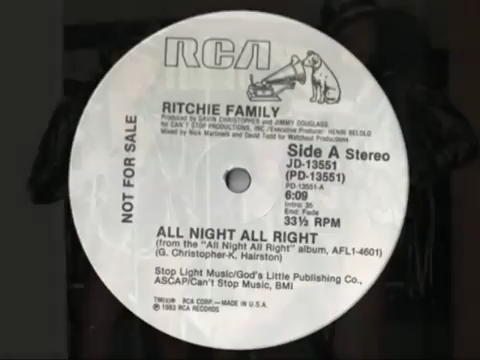 RCA
RITCHIE FAMILY
Produced by GAVIN CHRISTOPHER and JIMMY DOUGLASS
for CAN'T STOP PRODUCTIONS, INC./Executive Producer: HENRI BELOLO
Mixed by Nick Martinelli and David Todd for Watchout Productions
NOT FOR SALE
Side A Stereo
JD-13551
(PD-13551)
PD-13551-A
6:09
Intro: 35
End: Fade
33⅓ RPM
ALL NIGHT ALL RIGHT
(from the "All Night All Right" album, AFL1-4601)
(G. Christopher-K. Hairston)
Stop Light Music/God's Little Publishing Co.,
ASCAP/Can't Stop Music, BMI
TM(s)® RCA CORP.—MADE IN U.S.A.
℗ 1983 RCA RECORDS